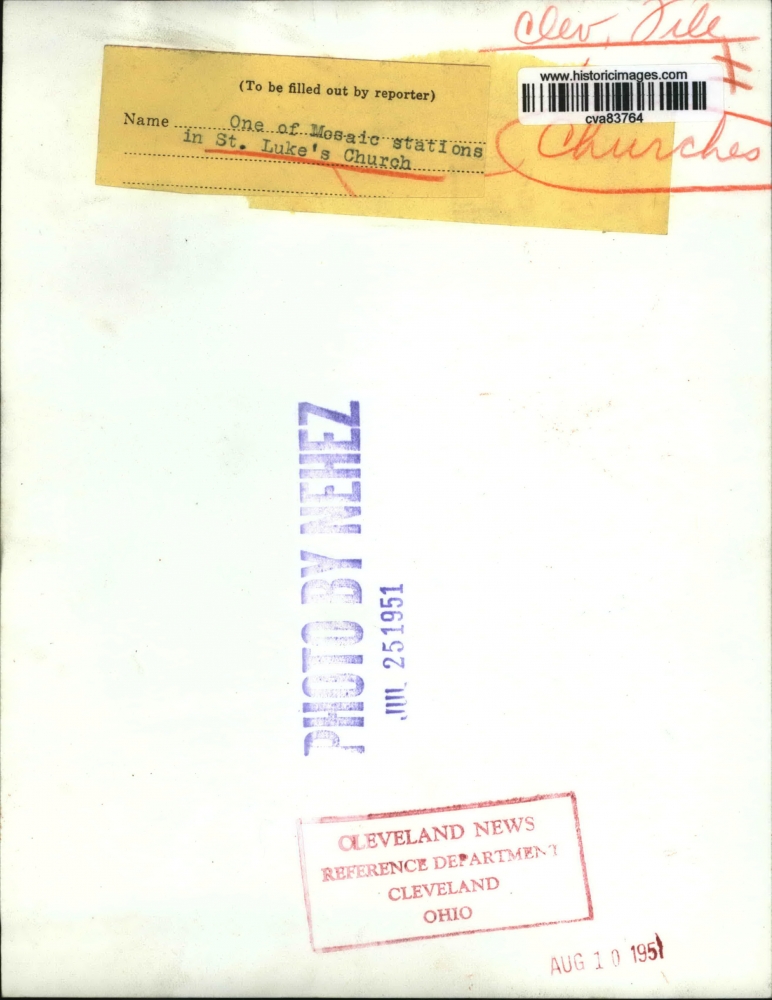 Clev. File
www.historicimages.com
cva83764
Churches
(To be filled out by reporter)
Name One of Mosaic stations
in St. Luke's Church
PHOTO BY NEHEZ
JUL 25 1951
CLEVELAND NEWS
REFERENCE DEPARTMENT
CLEVELAND
OHIO
AUG 10 1951